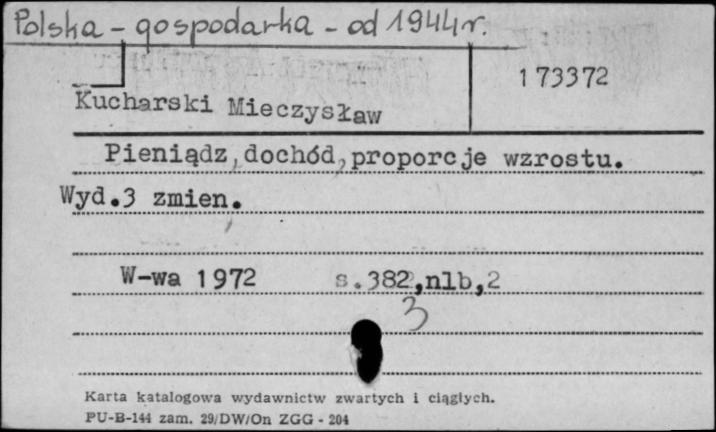 Polska - gospodarka - od 1944 r.
173372
Kucharski Mieczysław
Pieniądz, dochód, proporcje wzrostu.
Wyd.3 zmien.
W-wa 1972 s.382,nlb,2
3
Karta katalogowa wydawnictw zwartych i ciągłych.
PU-B-144 zam. 29/DW/On ZGG - 204